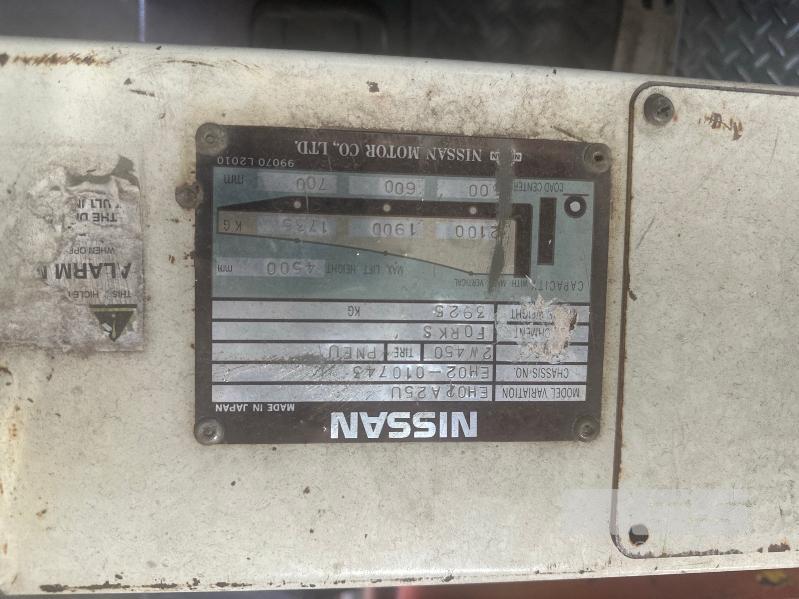 NISSAN
MADE IN JAPAN
MODEL VARIATION EH02A25U
CHASSIS-NO. EH02-010743
2W450 TIRE PNEU
FORKS
3925 KG
CAPACITY WITH MAST VERTICAL
MAX. LIFT HEIGHT 4500 mm
2100 1900 1735 KG
LOAD CENTER 600 700 mm
NISSAN MOTOR CO., LTD.
99070 L2010
THIS
ALARM
WHEN